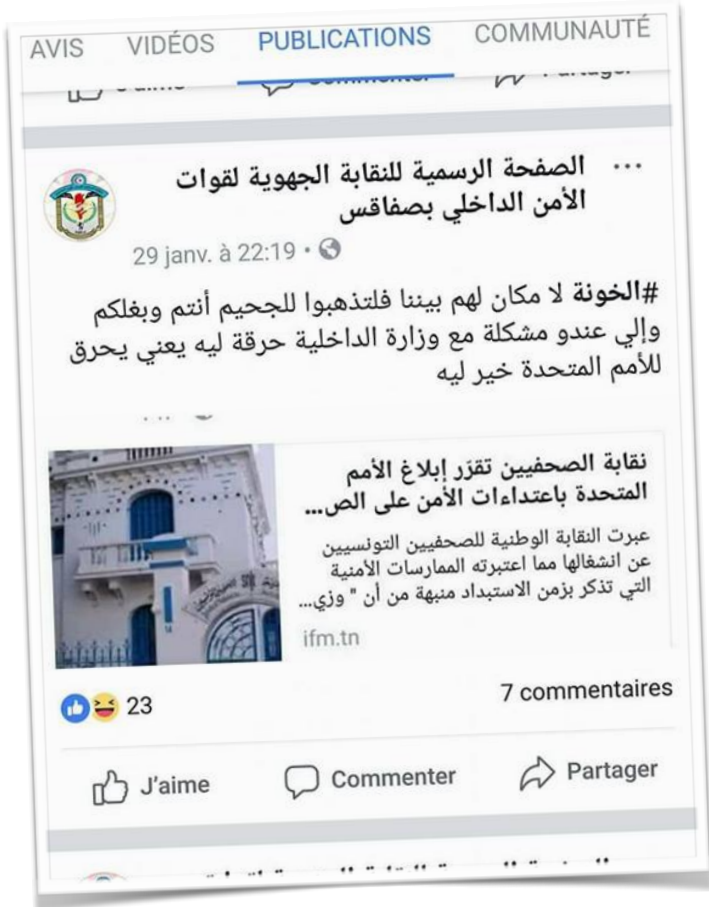 AVIS VIDÉOS PUBLICATIONS COMMUNAUTÉ
J'aime Commenter Partager
الصفحة الرسمية للنقابة الجهوية لقوات
الأمن الداخلي بصفاقس
29 janv. à 22:19
#الخونة لا مكان لهم بيننا فلتذهبوا للجحيم أنتم وبغلكم
وإلي عندو مشكلة مع وزارة الداخلية حرقة ليه يعني يحرق
للأمم المتحدة خير ليه
نقابة الصحفيين تقرّر إبلاغ الأمم
المتحدة باعتداءات الأمن على الص...
عبرت النقابة الوطنية للصحفيين التونسيين
عن انشغالها مما اعتبرته الممارسات الأمنية
التي تذكر بزمن الاستبداد منبهة من أن " وزي...
ifm.tn
23
7 commentaires
J'aime Commenter Partager